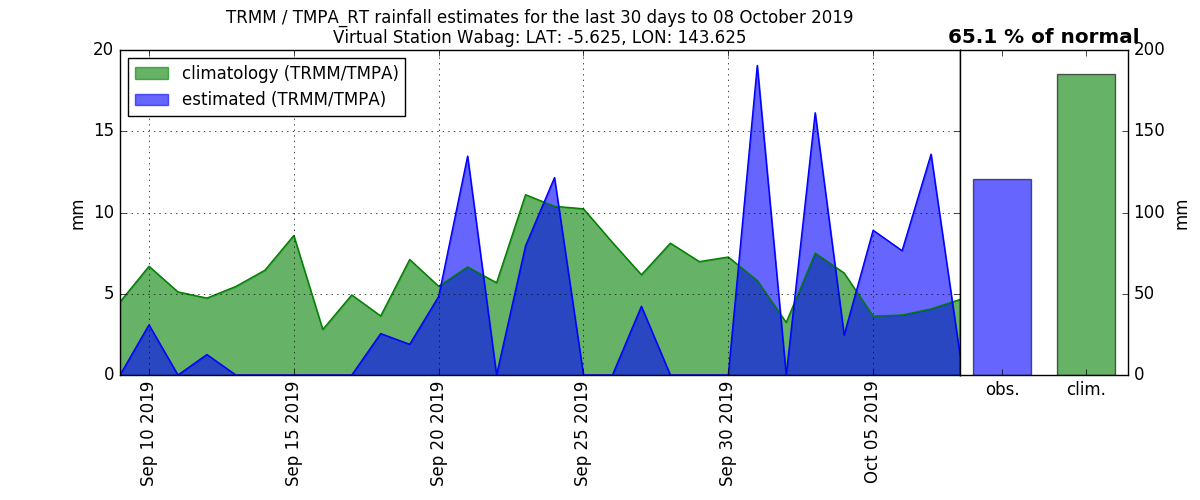 TRMM / TMPA_RT rainfall estimates for the last 30 days to 08 October 2019
Virtual Station Wabag: LAT: -5.625, LON: 143.625
65.1 % of normal
climatology (TRMM/TMPA)
estimated (TRMM/TMPA)
20
15
10
5
0
mm
Sep 10 2019
Sep 15 2019
Sep 20 2019
Sep 25 2019
Sep 30 2019
Oct 05 2019
200
150
100
50
0
mm
obs.
clim.